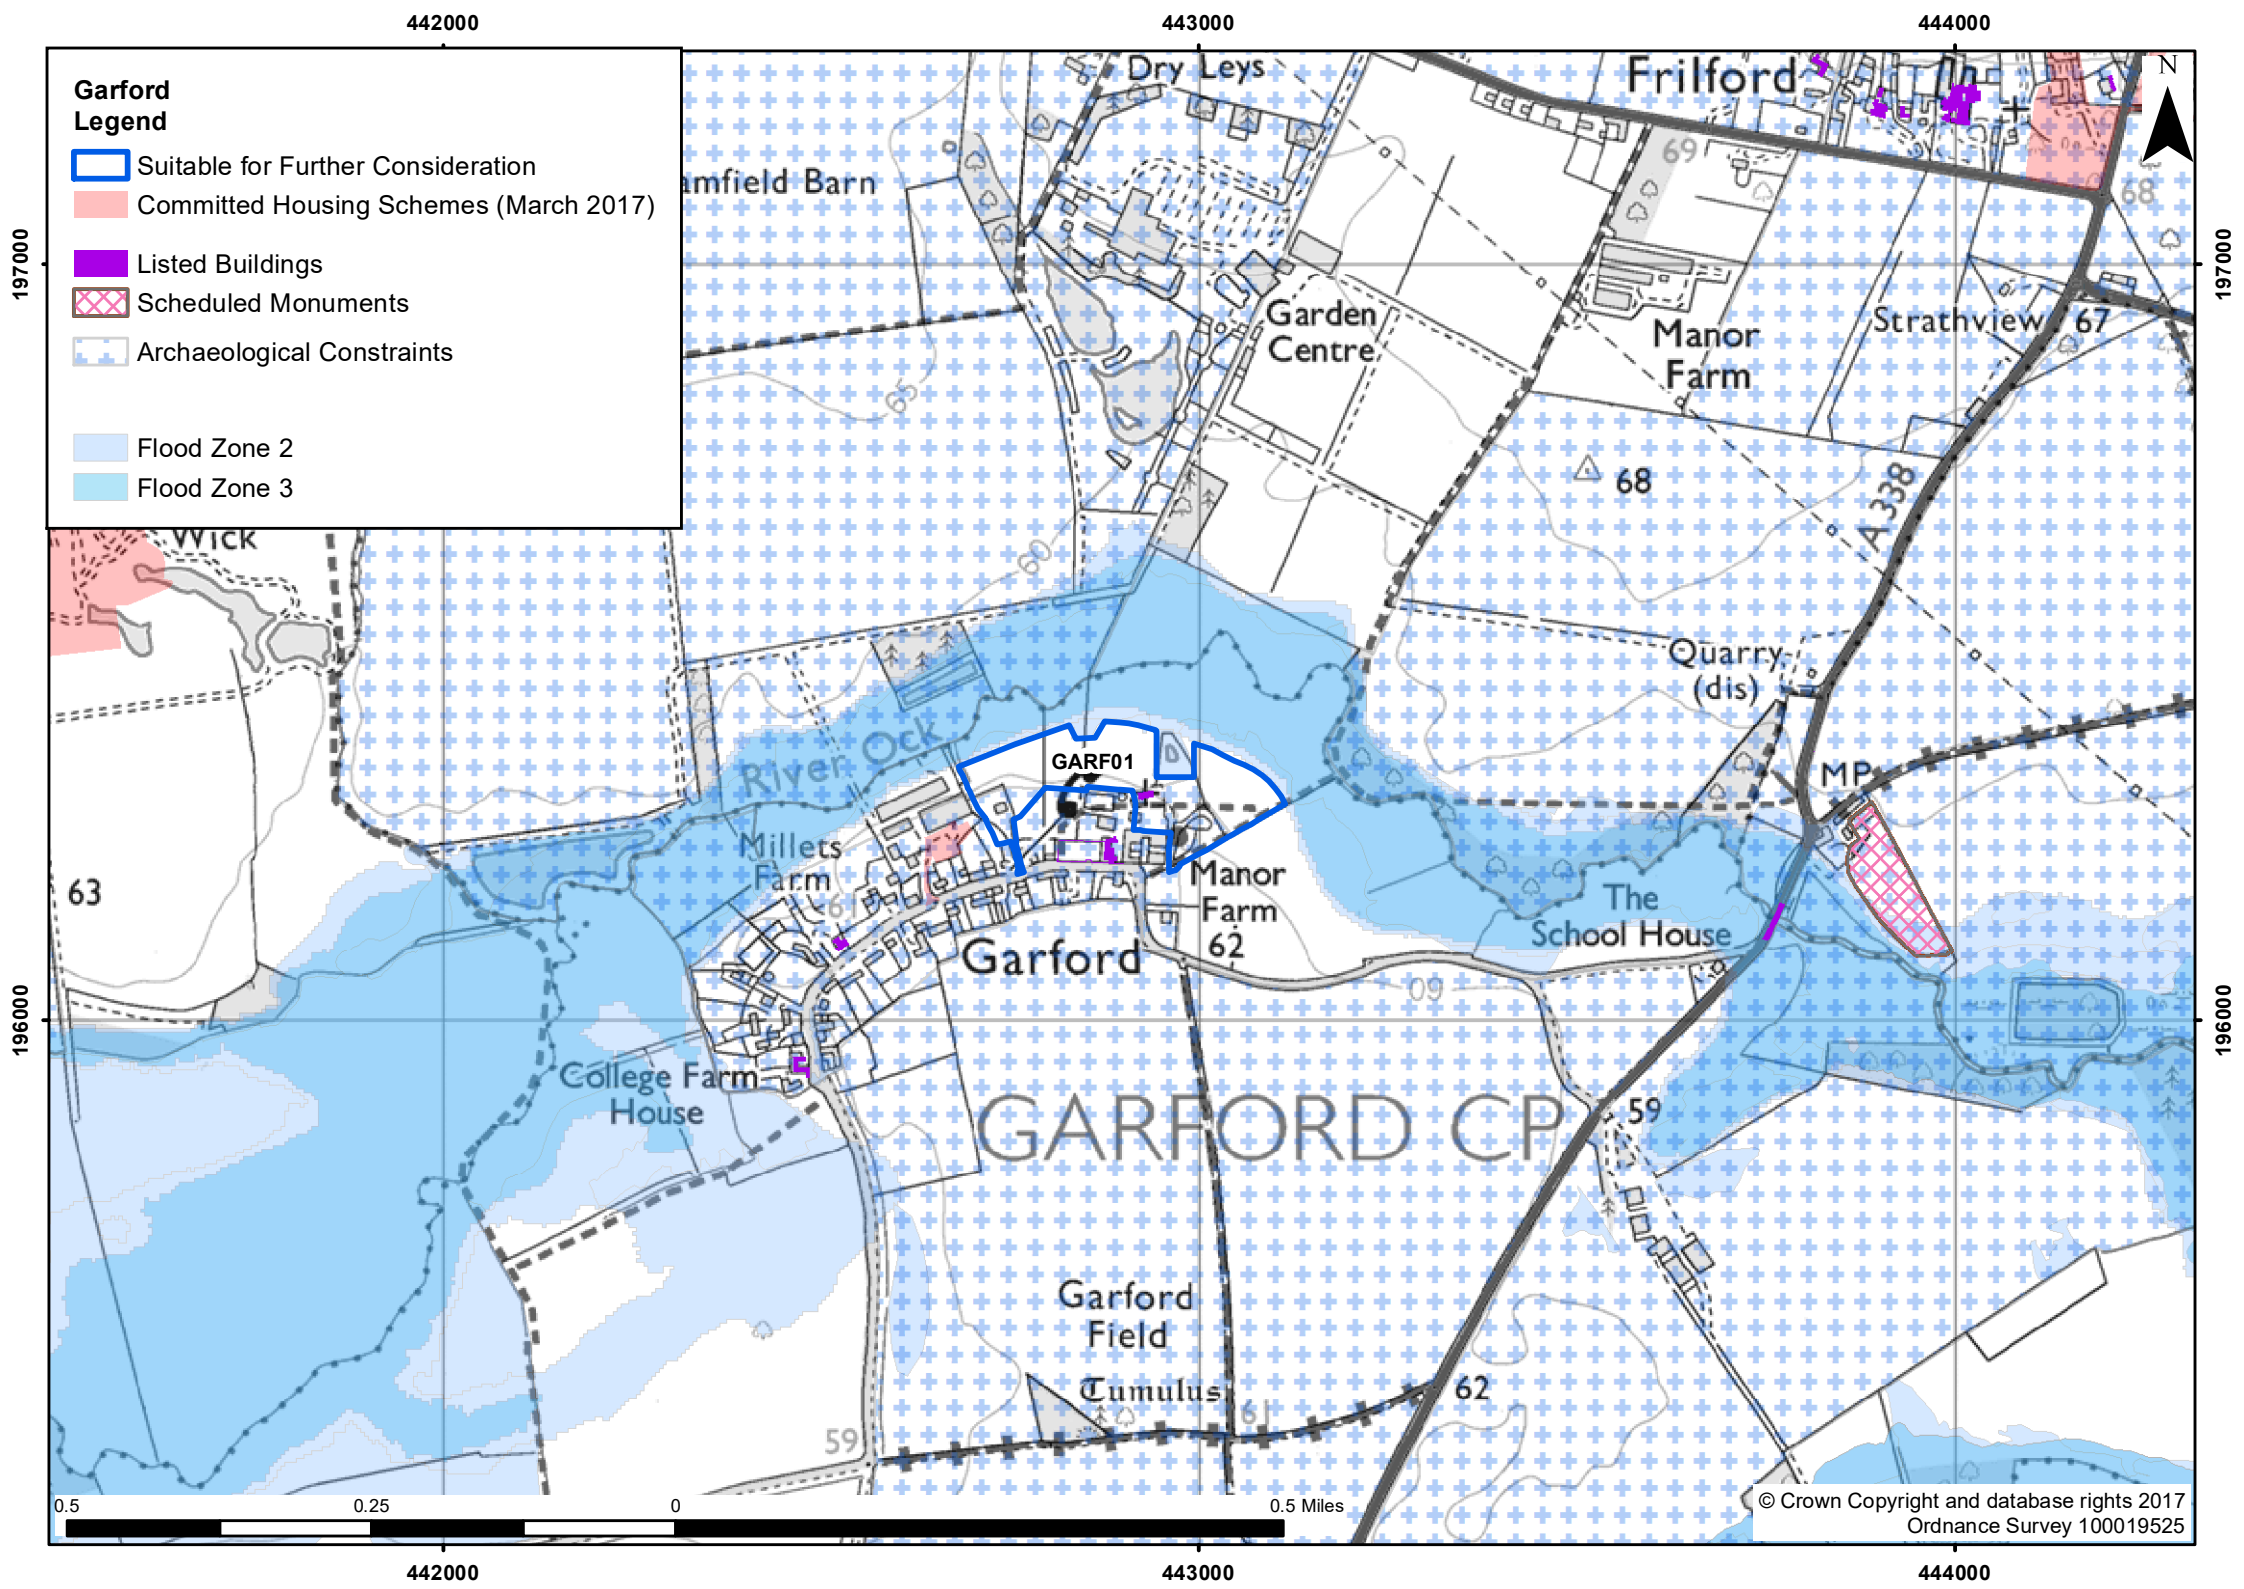 442000
443000
444000
Garford
Legend
Suitable for Further Consideration
Committed Housing Schemes (March 2017)
Listed Buildings
Scheduled Monuments
Archaeological Constraints
Flood Zone 2
Flood Zone 3
N
197000
197000
Dry Leys
Frilford
69
68
amfield Barn
Garden
Centre
Manor
Farm
Strathview
67
65
68
A338
60
Wick
Quarry
(dis)
River Ock
GARF01
MP
Millets
Farm
61
63
Manor
Farm
62
The
School House
Garford
60
196000
196000
College Farm
House
GARFORD CP
59
Garford
Field
Tumulus
61
62
59
0.5
0.25
0
0.5 Miles
© Crown Copyright and database rights 2017
Ordnance Survey 100019525
442000
443000
444000